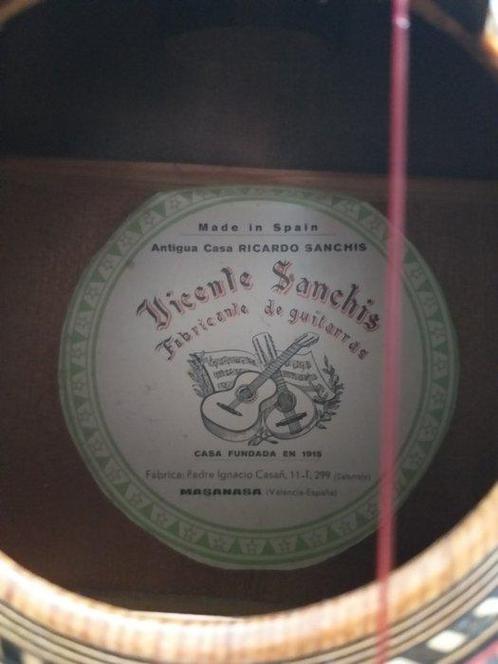 Made in Spain
Antigua Casa RICARDO SANCHIS
Vicente Sanchis
Fabricante de guitarras
CASA FUNDADA EN 1915
Fabrica: Padre Ignacio Casañ, 11-T, 299
MASANASA (Valencia-España)